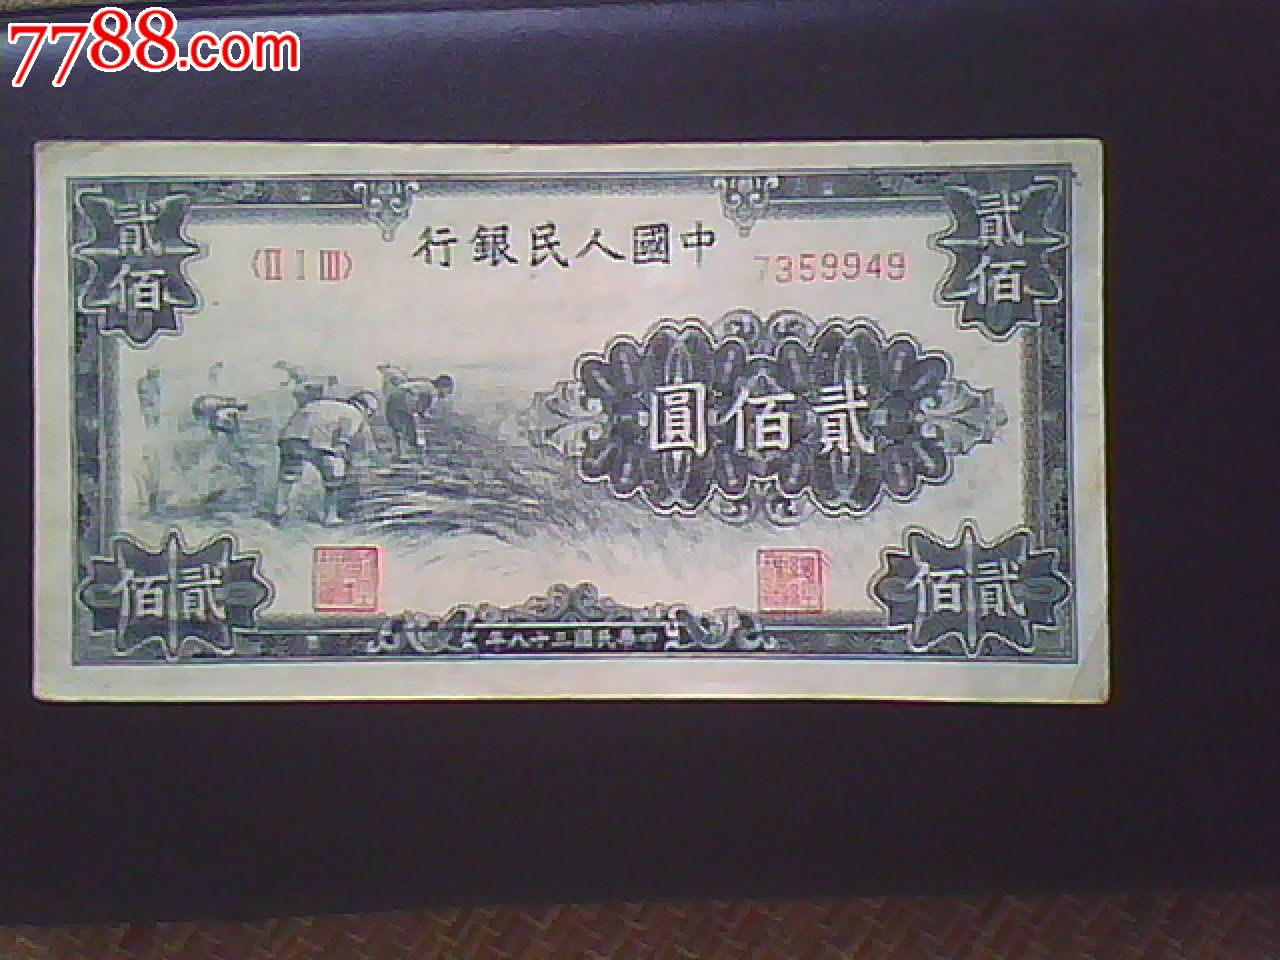 7788.com
中國人民銀行
〈II I III〉
7359949
貳佰
貳佰
貳佰圓
貳佰
貳佰
中華民國三十八年